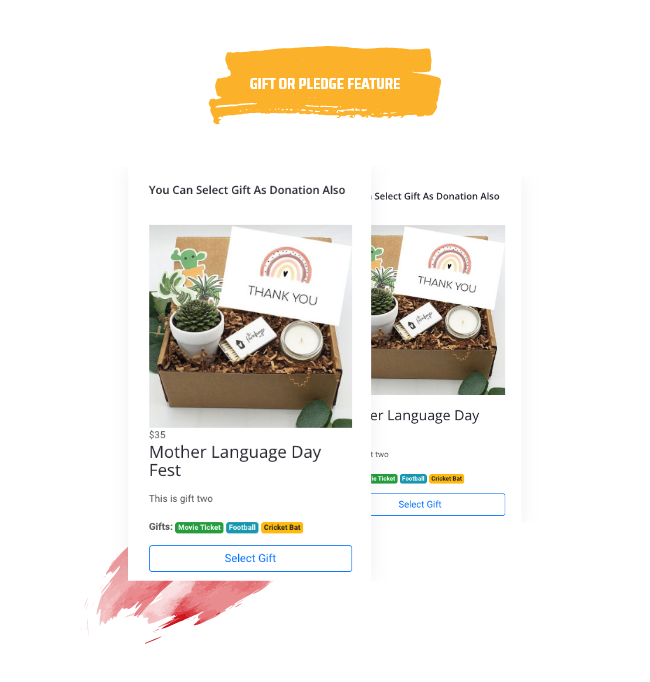 GIFT OR PLEDGE FEATURE
You Can Select Gift As Donation Also
THANK YOU
$35
Mother Language Day
Fest
This is gift two
Gifts: Movie Ticket Football Cricket Bat
Select Gift
Select Gift As Donation Also
THANK YOU
er Language Day
t two
ie Ticket Football Cricket Bat
Select Gift